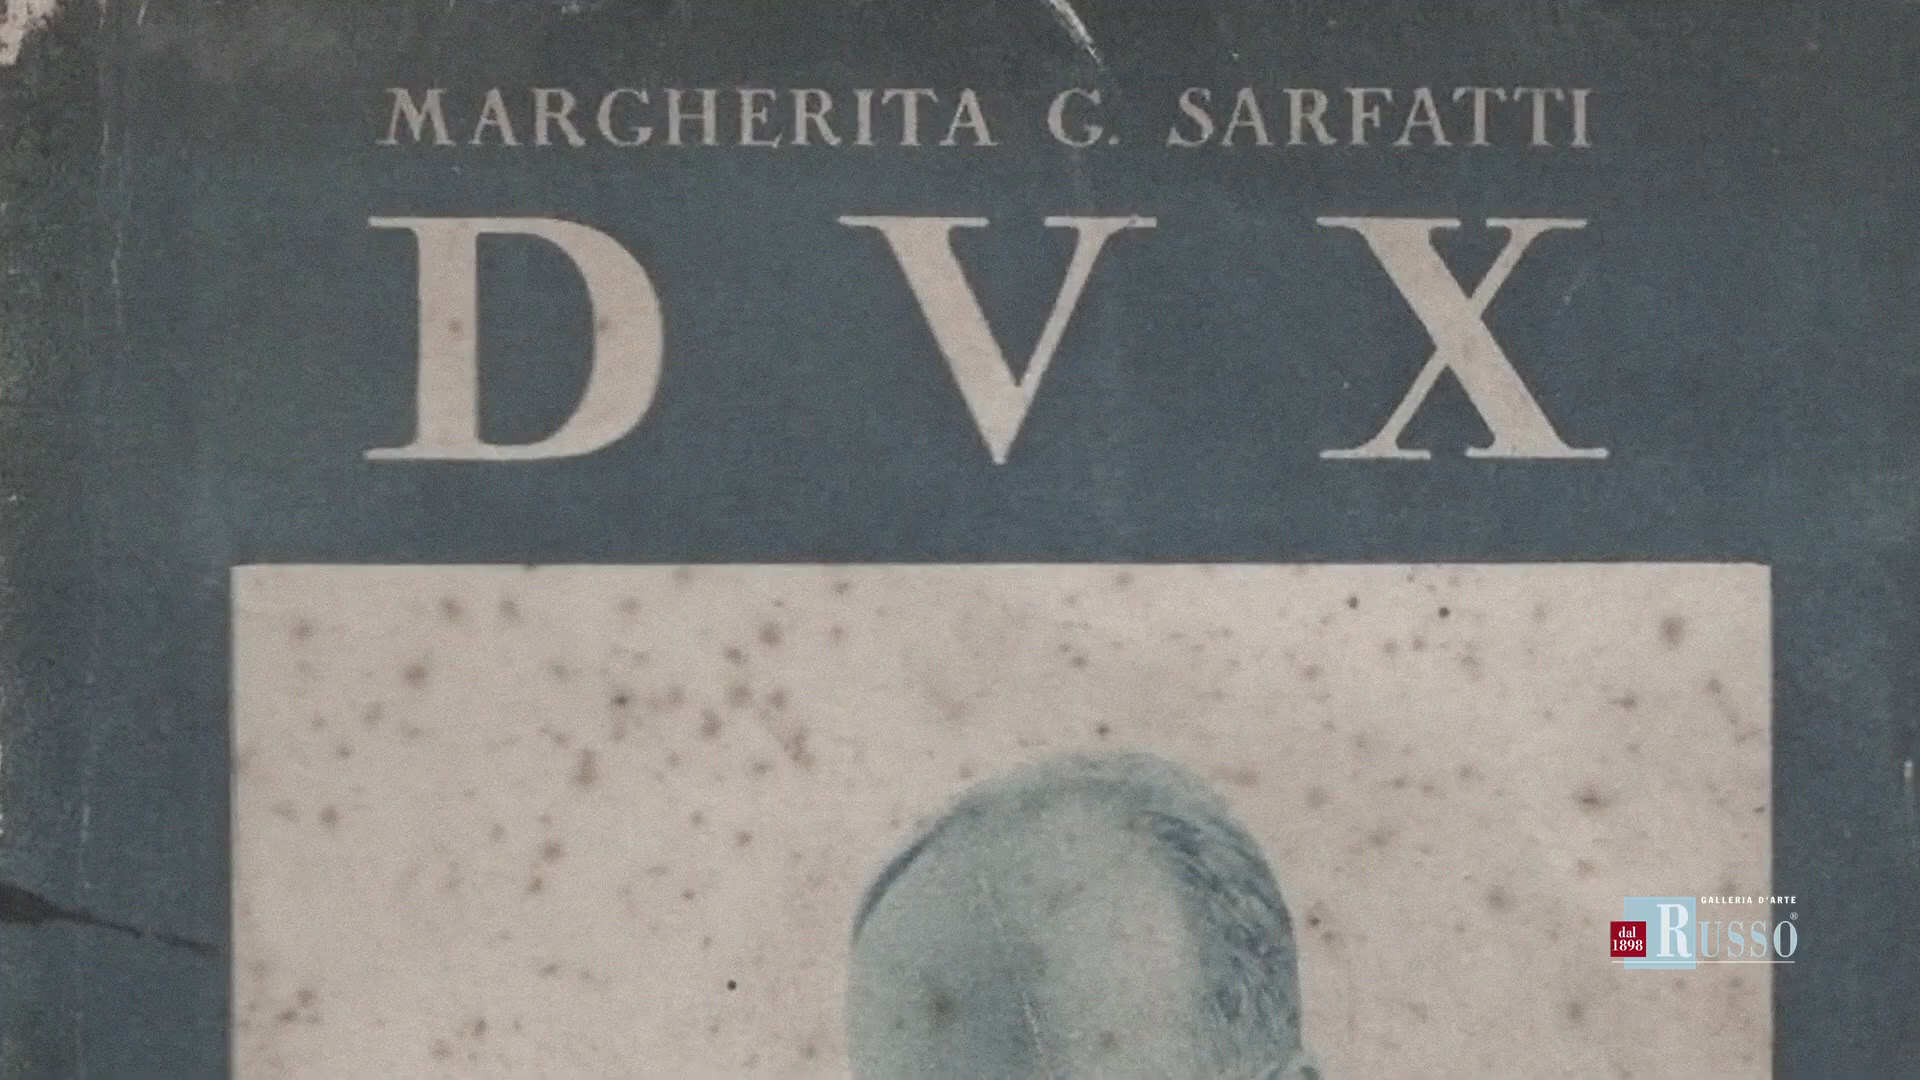 MARGHERITA G. SARFATTI
DVX
GALLERIA D'ARTE
dal
1898
RUSSO®